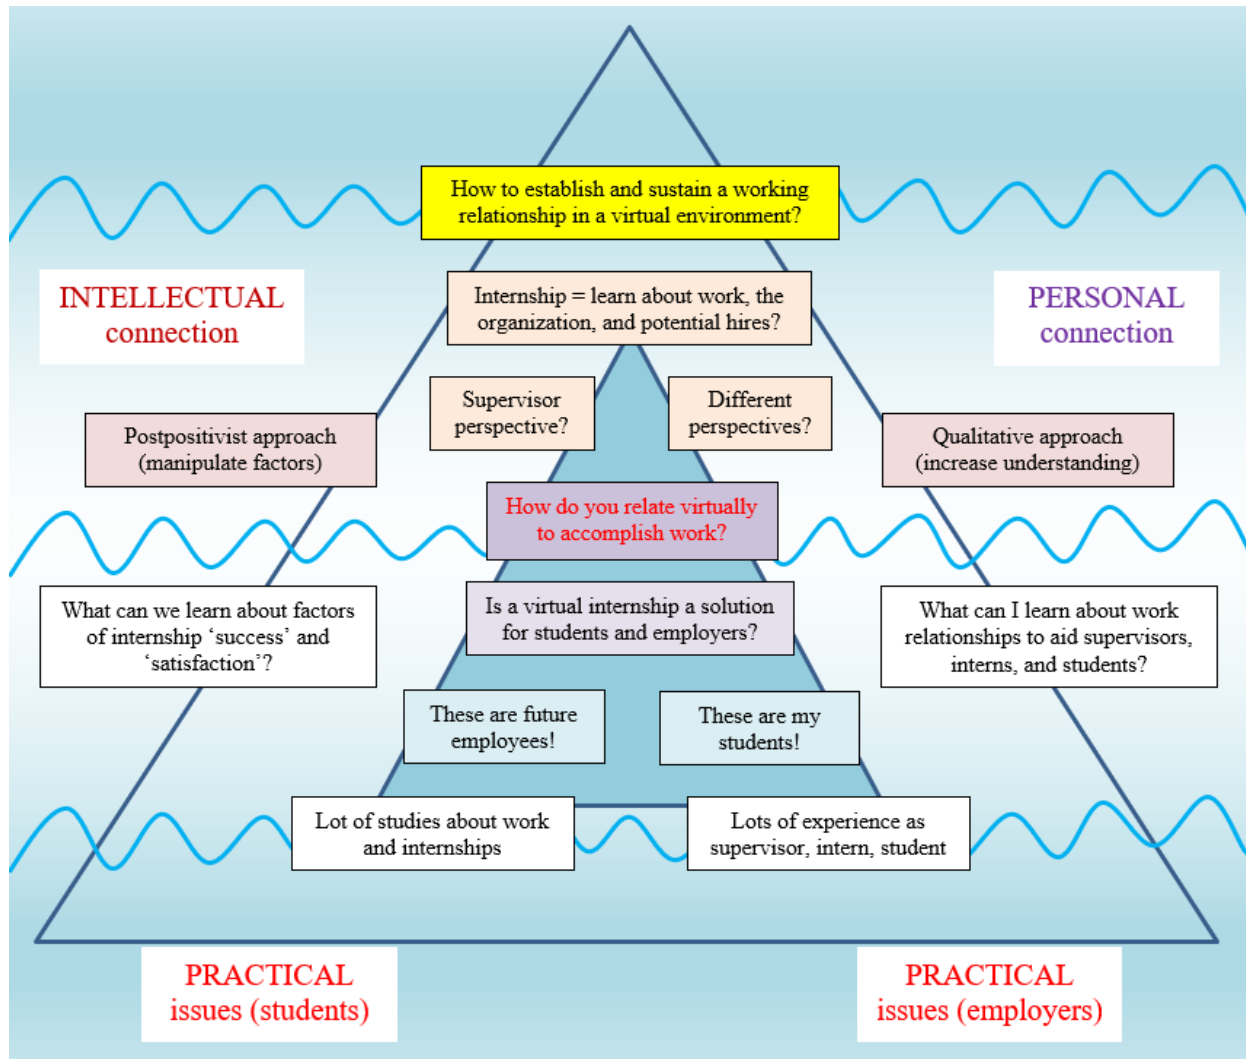 How to establish and sustain a working
relationship in a virtual environment?
INTELLECTUAL
connection
Internship = learn about work, the
organization, and potential hires?
PERSONAL
connection
Supervisor
perspective?
Different
perspectives?
Postpositivist approach
(manipulate factors)
Qualitative approach
(increase understanding)
How do you relate virtually
to accomplish work?
What can we learn about factors
of internship ‘success’ and
‘satisfaction’?
Is a virtual internship a solution
for students and employers?
What can I learn about work
relationships to aid supervisors,
interns, and students?
These are future
employees!
These are my
students!
Lot of studies about work
and internships
Lots of experience as
supervisor, intern, student
PRACTICAL
issues (students)
PRACTICAL
issues (employers)